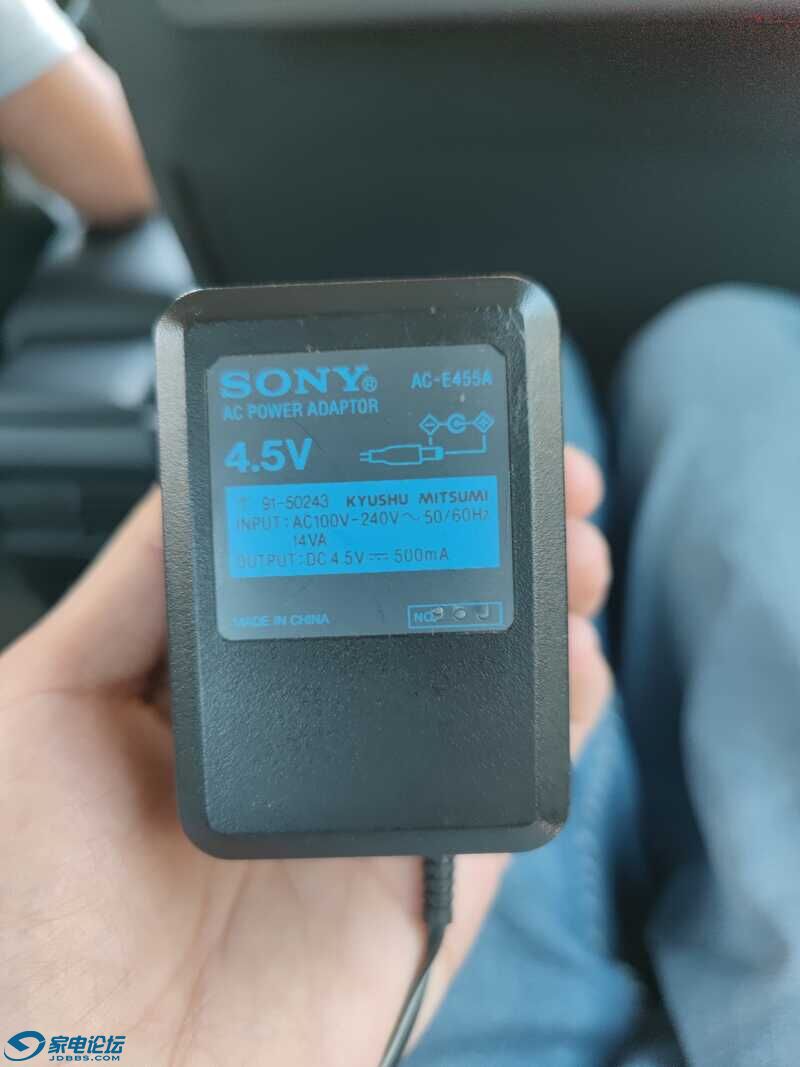 SONY® AC-E455A
AC POWER ADAPTOR
4.5V
91-50243 KYUSHU MITSUMI
INPUT: AC100V-240V～50/60Hz
14VA
OUTPUT: DC 4.5V⎓500mA
MADE IN CHINA
NO.
家电论坛
JDBBS.COM